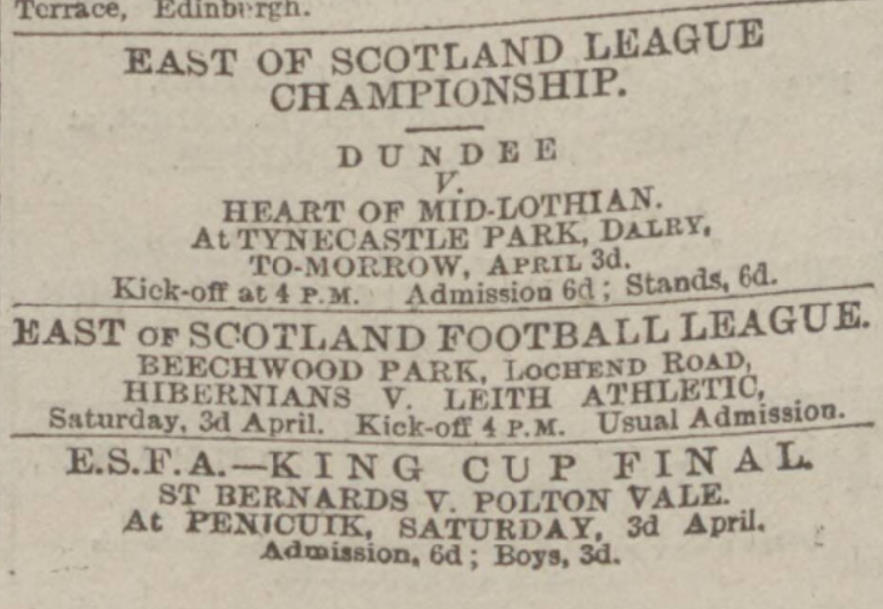 Terrace, Edinburgh.
EAST OF SCOTLAND LEAGUE
CHAMPIONSHIP.
DUNDEE
V.
HEART OF MID-LOTHIAN.
At TYNECASTLE PARK, DALRY,
TO-MORROW, APRIL 3d.
Kick-off at 4 P.M. Admission 6d; Stands, 6d.
EAST OF SCOTLAND FOOTBALL LEAGUE.
BEECHWOOD PARK, LOCHEND ROAD,
HIBERNIANS V. LEITH ATHLETIC,
Saturday, 3d April. Kick-off 4 P.M. Usual Admission.
E.S.F.A.—KING CUP FINAL.
ST BERNARDS V. POLTON VALE.
At PENICUIK, SATURDAY, 3d April.
Admission, 6d; Boys, 3d.